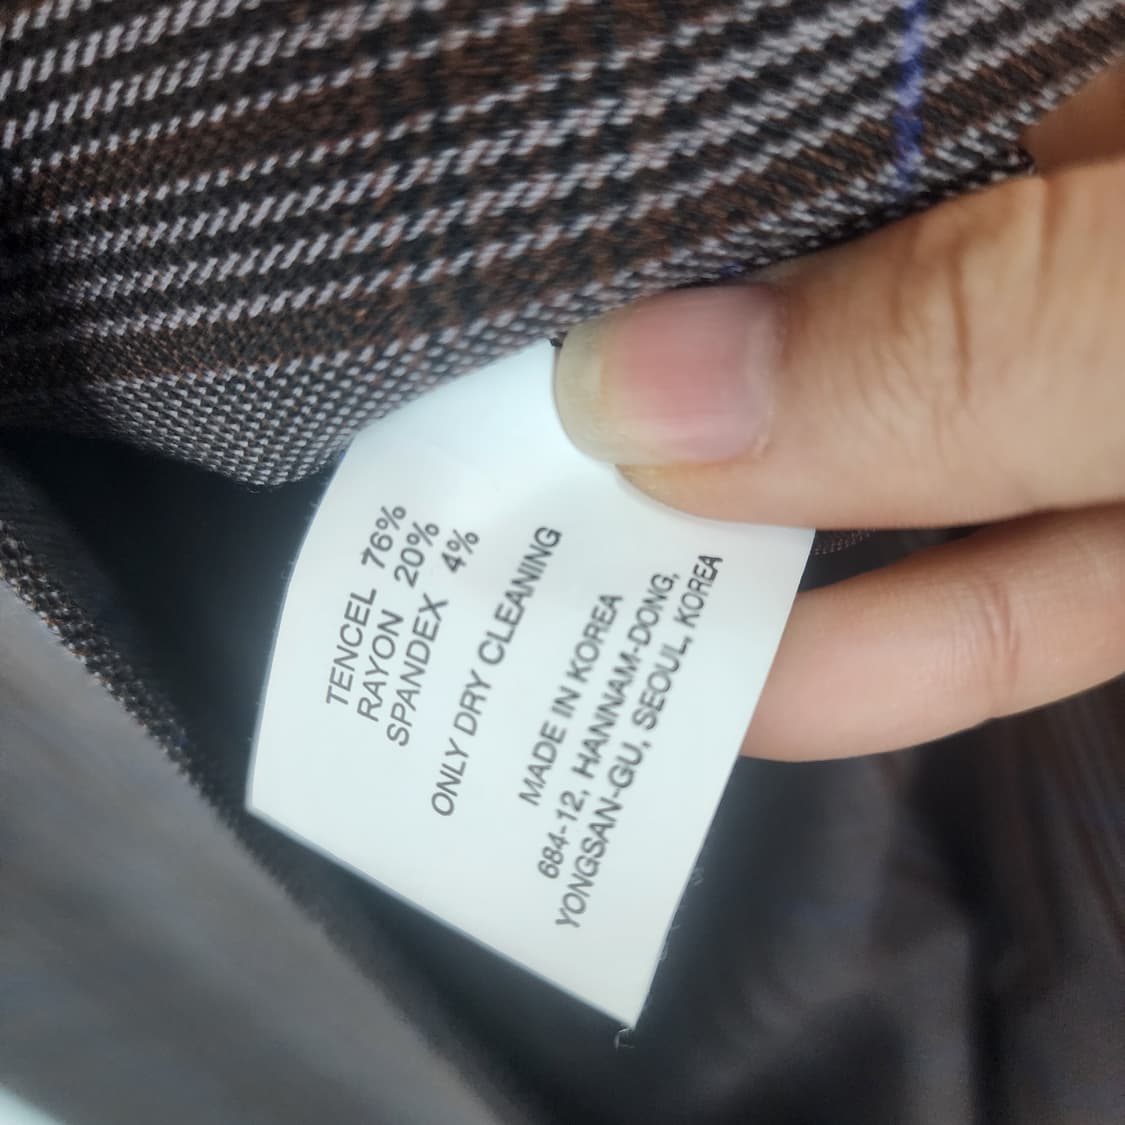 TENCEL 76%
RAYON 20%
SPANDEX 4%
ONLY DRY CLEANING
MADE IN KOREA
684-12, HANNAM-DONG,
YONGSAN-GU, SEOUL, KOREA